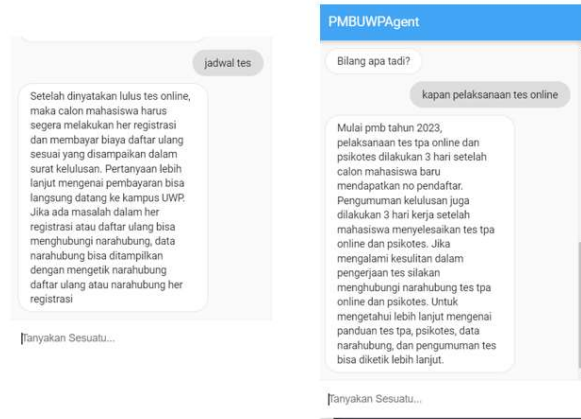 jadwal tes
Setelah dinyatakan lulus tes online,
maka calon mahasiswa harus
segera melakukan her registrasi
dan membayar biaya daftar ulang
sesuai yang disampaikan dalam
surat kelulusan. Pertanyaan lebih
lanjut mengenai pembayaran bisa
langsung datang ke kampus UWP.
Jika ada masalah dalam her
registrasi atau daftar ulang bisa
menghubungi narahubung, data
narahubung bisa ditampilkan
dengan mengetik narahubung
daftar ulang atau narahubung her
registrasi
Tanyakan Sesuatu...
PMBUWPAgent
Bilang apa tadi?
kapan pelaksanaan tes online
Mulai pmb tahun 2023,
pelaksanaan tes tpa online dan
psikotes dilakukan 3 hari setelah
calon mahasiswa baru
mendapatkan no pendaftar.
Pengumuman kelulusan juga
dilakukan 3 hari kerja setelah
mahasiswa menyelesaikan tes tpa
online dan psikotes. Jika
mengalami kesulitan dalam
pengerjaan tes silakan
menghubungi narahubung tes tpa
online dan psikotes. Untuk
mengetahui lebih lanjut mengenai
panduan tes tpa, psikotes, data
narahubung, dan pengumuman tes
bisa diketik lebih lanjut.
Tanyakan Sesuatu...